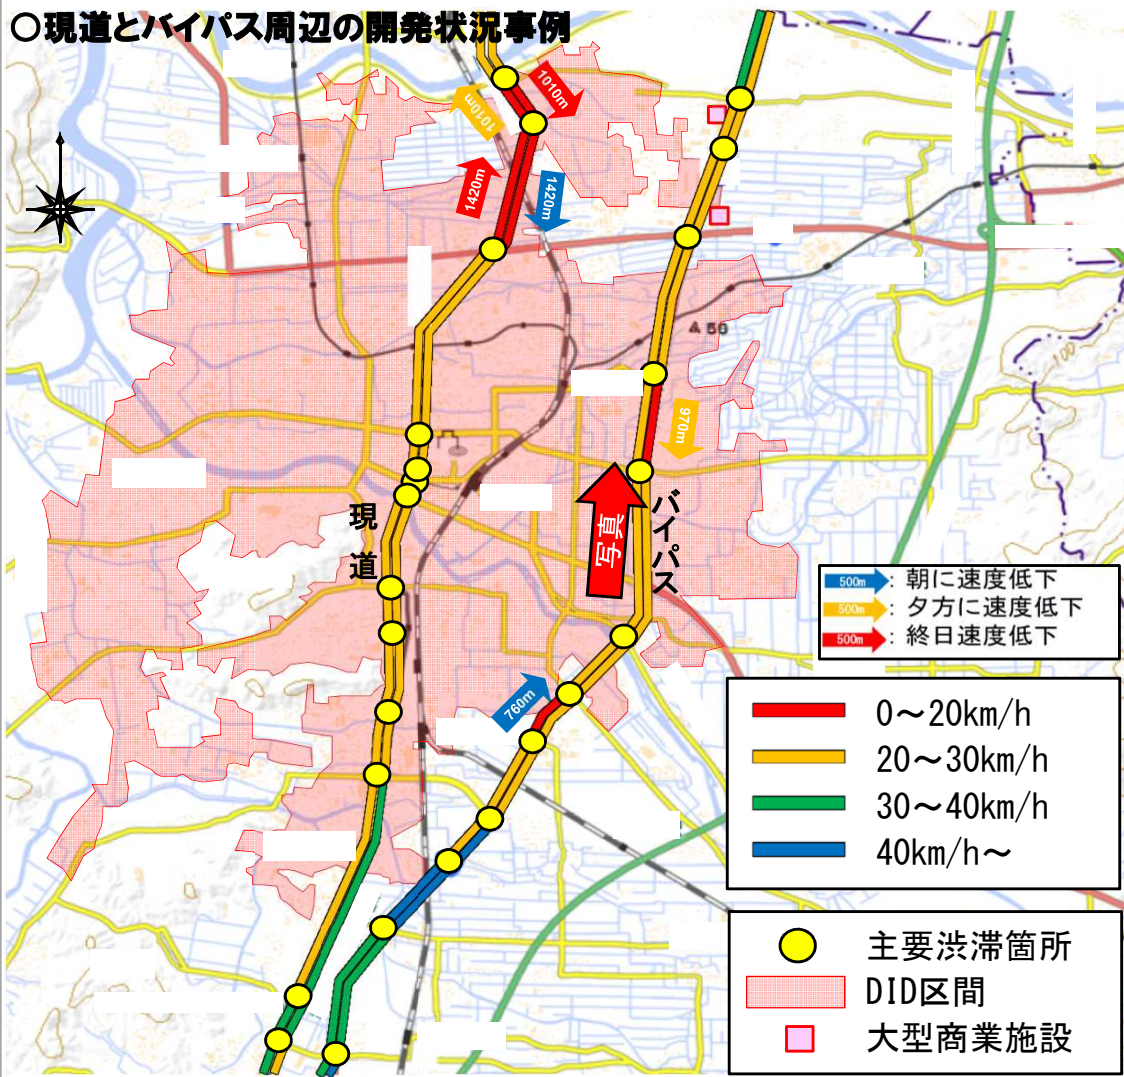 ○現道とバイパス周辺の開発状況事例
1010m
1010m
1420m
1420m
56
100
970m
現道
写真
バイパス
760m
500m : 朝に速度低下
500m : 夕方に速度低下
500m : 終日速度低下
0～20km/h
20～30km/h
30～40km/h
40km/h～
主要渋滞箇所
DID区間
大型商業施設